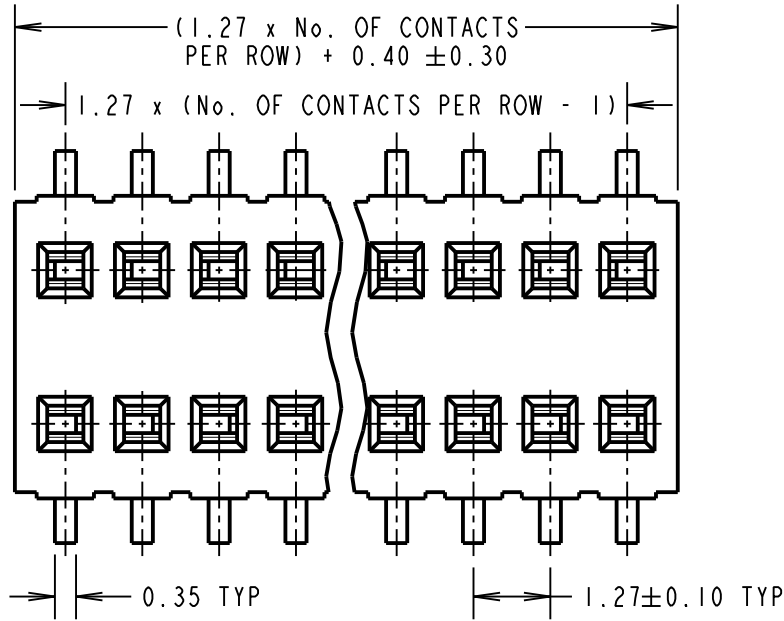 (1.27 x No. OF CONTACTS
PER ROW) + 0.40 ±0.30
1.27 x (No. OF CONTACTS PER ROW - 1)
0.35 TYP
1.27±0.10 TYP